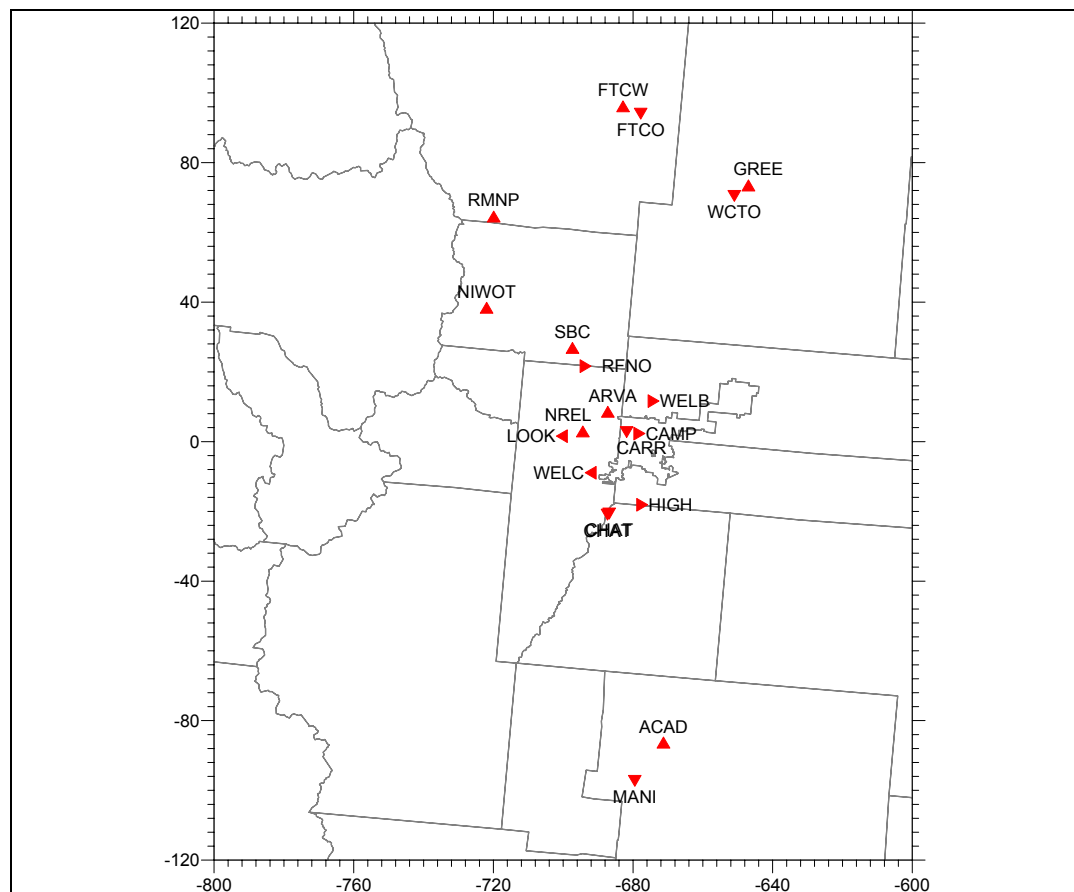 120
FTCW
FTCO
80
GREE
WCTO
RMNP
40
NIWOT
SBC
RFNO
ARVA
WELB
NREL
LOOK
CAMP
0
CARR
WELC
HIGH
CHAT
-40
-80
ACAD
MANI
-120
-800 -760 -720 -680 -640 -600